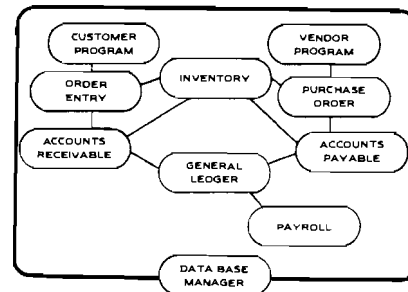 CUSTOMER
PROGRAM
VENDOR
PROGRAM
ORDER
ENTRY
INVENTORY
PURCHASE
ORDER
ACCOUNTS
RECEIVABLE
GENERAL
LEDGER
ACCOUNTS
PAYABLE
PAYROLL
DATA BASE
MANAGER